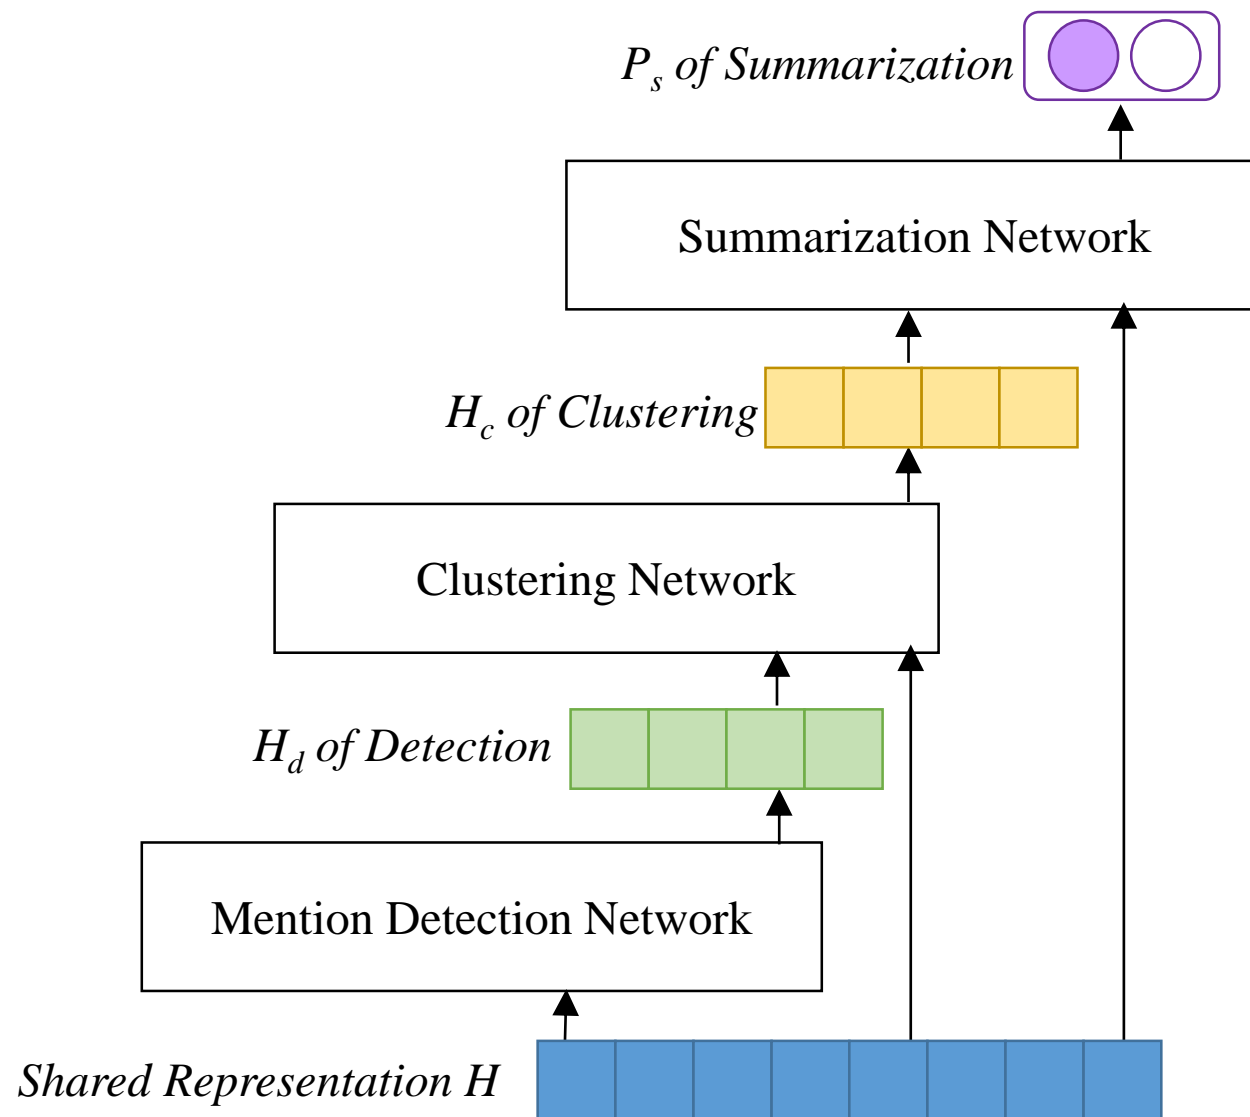 P_s of Summarization
Summarization Network
H_c of Clustering
Clustering Network
H_d of Detection
Mention Detection Network
Shared Representation H